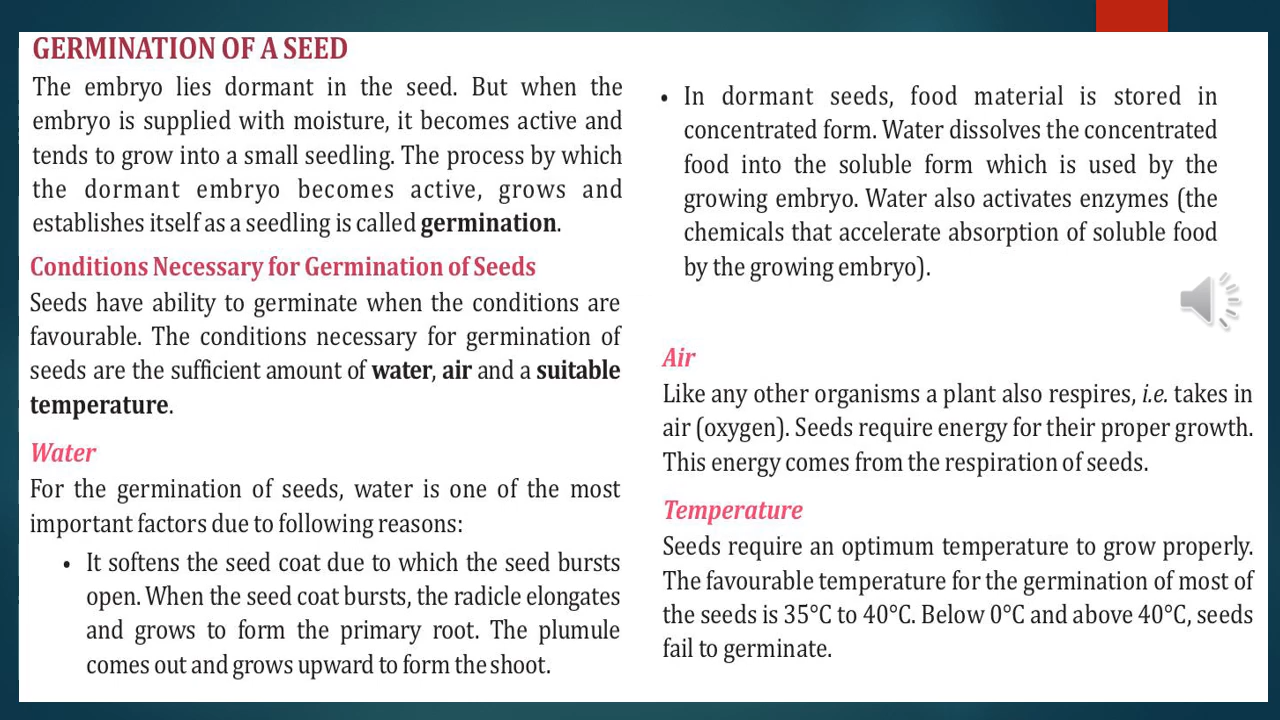 GERMINATION OF A SEED
The embryo lies dormant in the seed. But when the
embryo is supplied with moisture, it becomes active and
tends to grow into a small seedling. The process by which
the dormant embryo becomes active, grows and
establishes itself as a seedling is called germination.
Conditions Necessary for Germination of Seeds
Seeds have ability to germinate when the conditions are
favourable. The conditions necessary for germination of
seeds are the sufficient amount of water, air and a suitable
temperature.
Water
For the germination of seeds, water is one of the most
important factors due to following reasons:
• It softens the seed coat due to which the seed bursts
open. When the seed coat bursts, the radicle elongates
and grows to form the primary root. The plumule
comes out and grows upward to form the shoot.
• In dormant seeds, food material is stored in
concentrated form. Water dissolves the concentrated
food into the soluble form which is used by the
growing embryo. Water also activates enzymes (the
chemicals that accelerate absorption of soluble food
by the growing embryo).
Air
Like any other organisms a plant also respires, i.e. takes in
air (oxygen). Seeds require energy for their proper growth.
This energy comes from the respiration of seeds.
Temperature
Seeds require an optimum temperature to grow properly.
The favourable temperature for the germination of most of
the seeds is 35°C to 40°C. Below 0°C and above 40°C, seeds
fail to germinate.